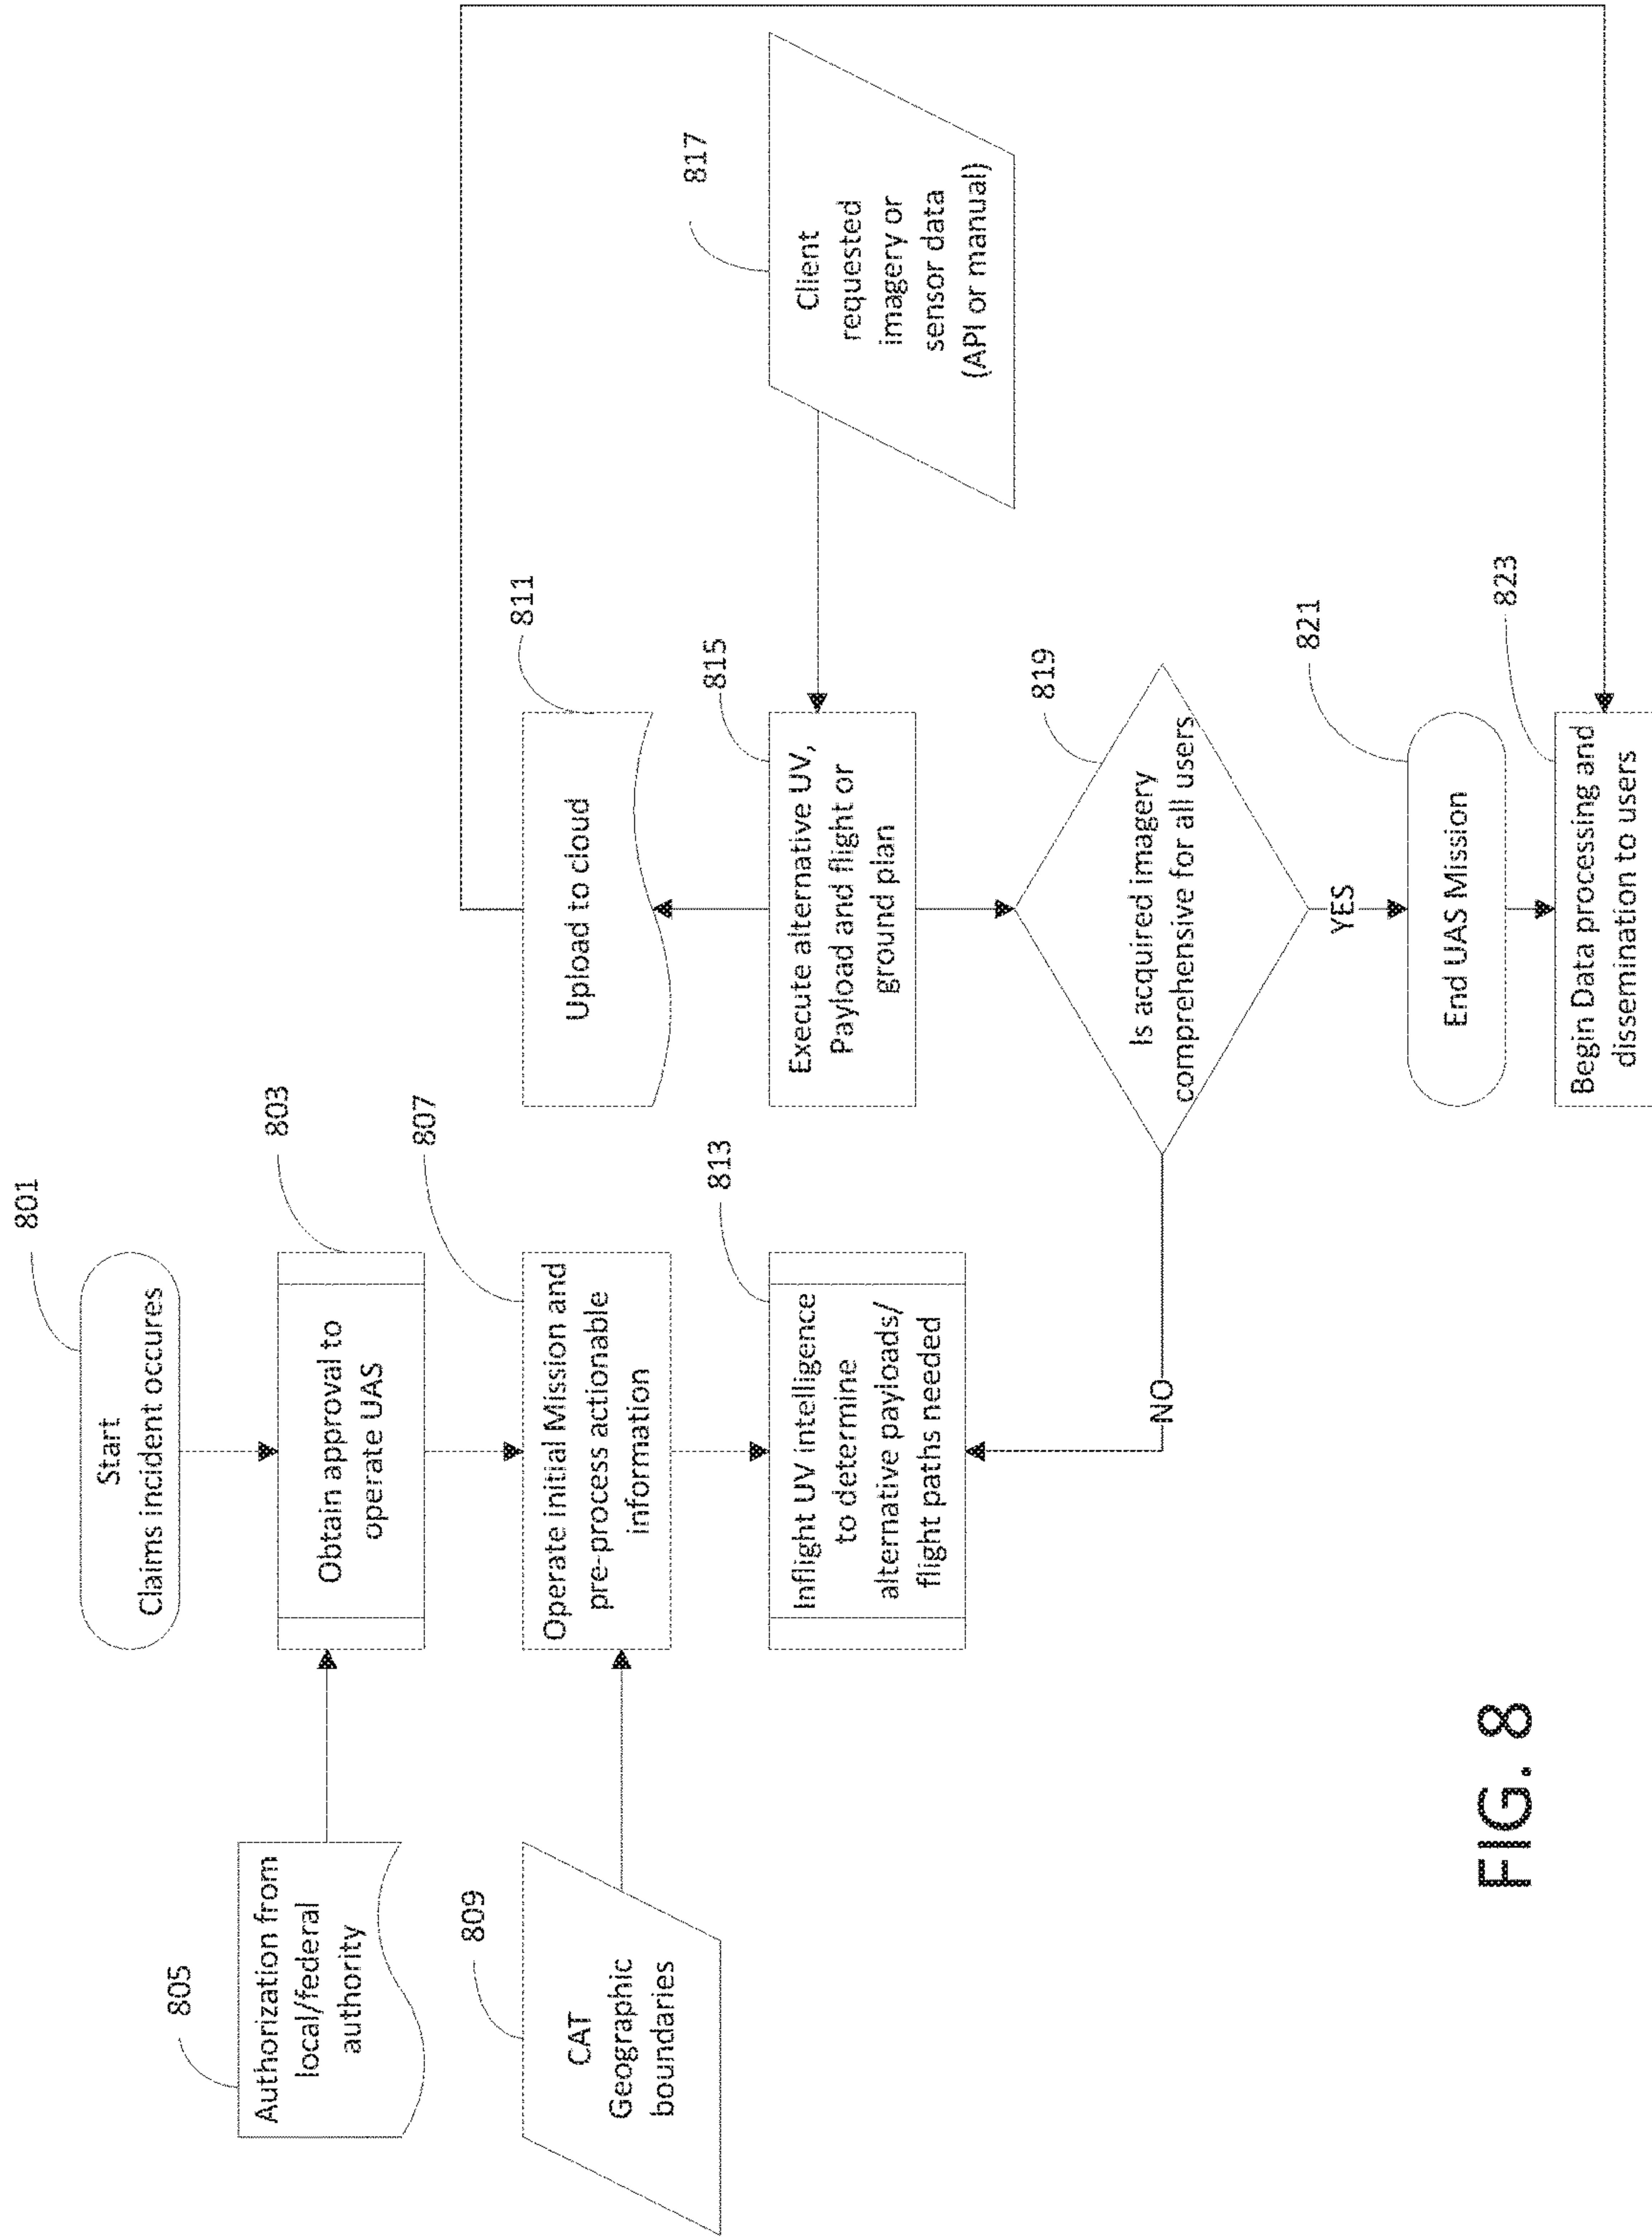 801
Start
Claims incident occures
803
Obtain approval to
operate UAS
805
Authorization from
local/federal
authority
807
Operate initial Mission and
pre-process actionable
information
809
CAT
Geographic
boundaries
813
Inflight UV intelligence
to determine
alternative payloads/
flight paths needed
811
Upload to cloud
815
Execute alternative UV,
Payload and flight or
ground plan
817
Client
requested
imagery or
sensor data
(API or manual)
819
Is acquired imagery
comprehensive for all users
NO
YES
821
End UAS Mission
823
Begin Data processing and
dissemination to users
FIG. 8